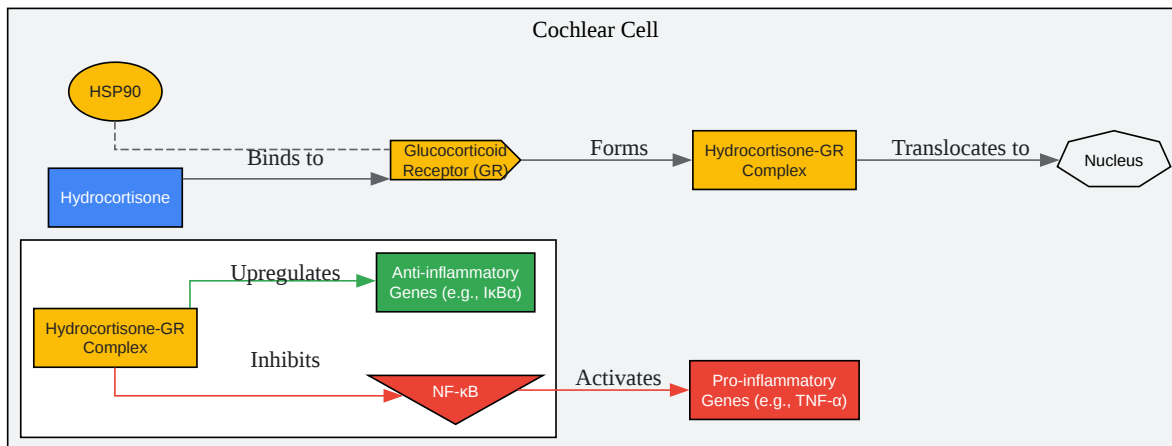 Cochlear Cell
HSP90
Hydrocortisone
Binds to
Glucocorticoid
Receptor (GR)
Forms
Hydrocortisone-GR
Complex
Translocates to
Nucleus
Hydrocortisone-GR
Complex
Upregulates
Anti-inflammatory
Genes (e.g., IκBα)
Inhibits
NF-κB
Activates
Pro-inflammatory
Genes (e.g., TNF-α)